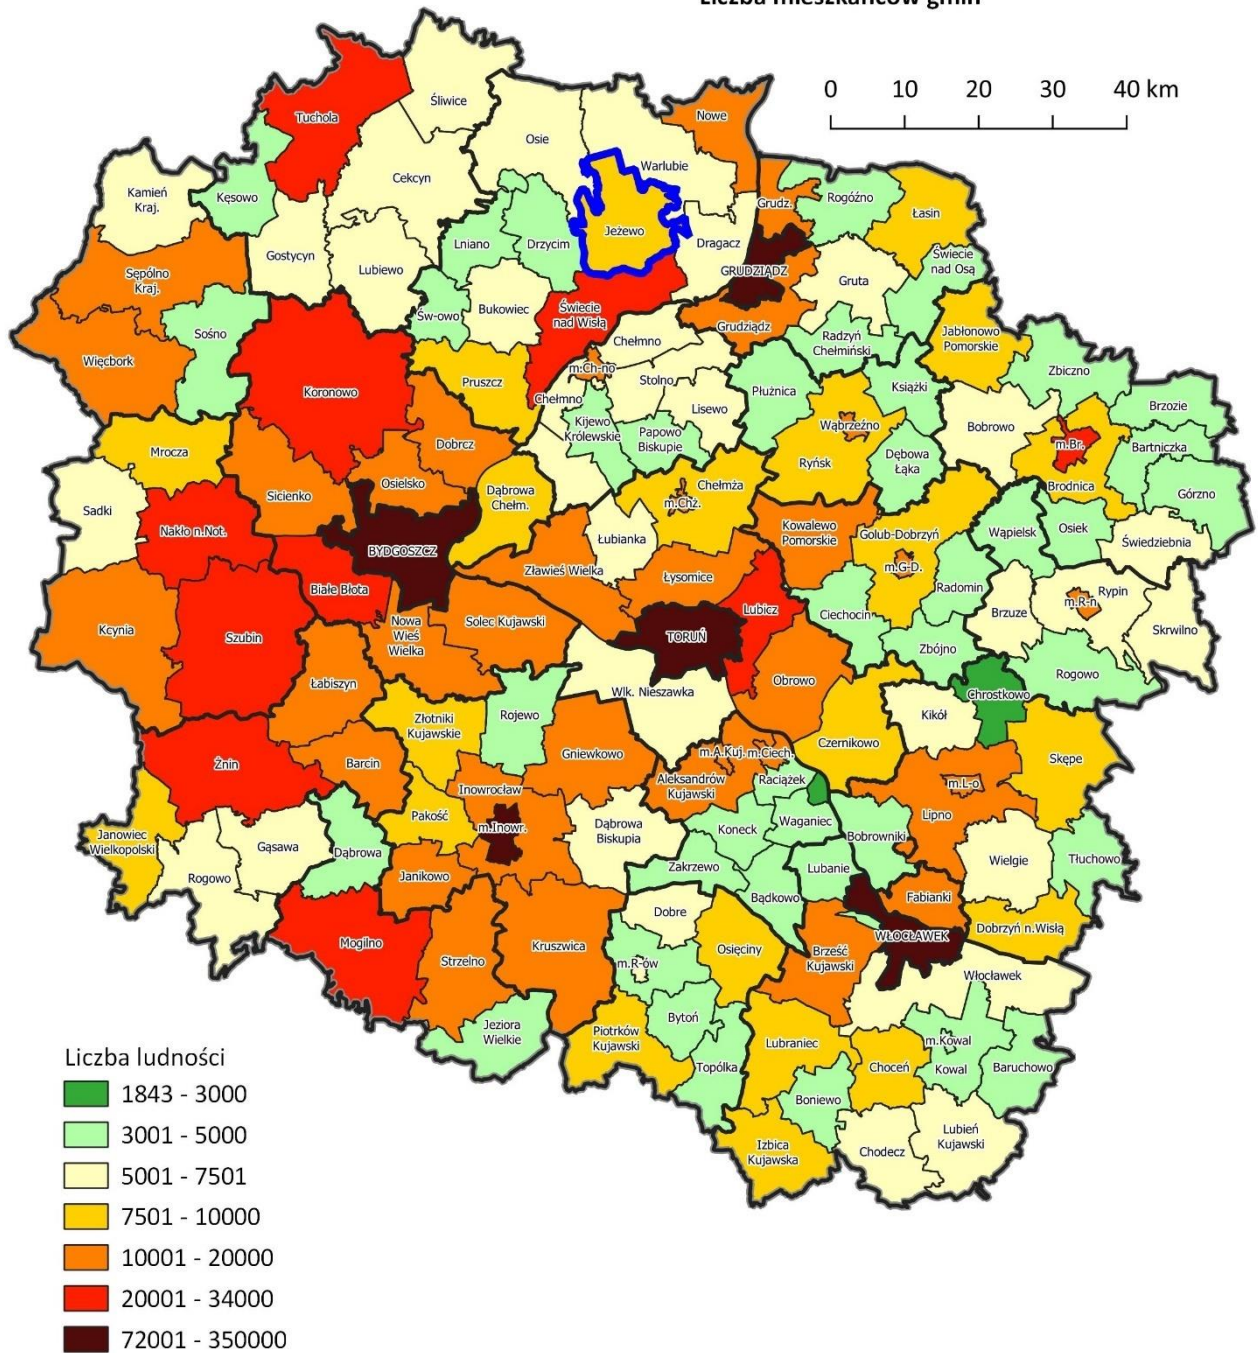 Liczba mieszkańców gmin
0 10 20 30 40 km
Śliwice
Tuchola
Nowe
Osie
Warlubie
Cekcyn
Kamień
Kraj.
Kęsowo
Rogóźno
Grudz.
Łasin
Jeżewo
Lniano
Drzycim
Dragacz
Gostycyn
Lubiewo
Świecie
nad Osą
Sępólno
Kraj.
GRUDZIĄDZ
Gruta
Św-owo
Bukowiec
Świecie
nad Wisłą
Sośno
Grudziądz
Radzyń
Chełmiński
Jabłonowo
Pomorskie
Więcbork
Chełmno
m.Ch-no
Zbiczno
Koronowo
Pruszcz
Stolno
Książki
Płużnica
Chełmno
Lisewo
Brzozie
Kijewo
Królewskie
Papowo
Biskupie
Wąbrzeźno
Bobrowo
m.Br.
Bartniczka
Dobrcz
Mrocza
Ryńsk
Dębowa
Łąka
Osielsko
Dąbrowa
Chełm.
Chełmża
m.Chż.
Brodnica
Górzno
Sicienko
Sadki
Nakło n.Not.
Kowalewo
Pomorskie
Golub-Dobrzyń
Wąpielsk
Osiek
Świedziebnia
Łubianka
BYDGOSZCZ
Zławieś Wielka
m.G-D.
Łysomice
Białe Błota
Radomin
Rypin
m.R-n
Lubicz
Ciechocin
Brzuze
Kcynia
Szubin
Nowa
Wieś
Wielka
Solec Kujawski
TORUŃ
Skrwilno
Zbójno
Rogowo
Łabiszyn
Obrowo
Wlk. Nieszawka
Chrostkowo
Kikół
Rojewo
Złotniki
Kujawskie
Czernikowo
Gniewkowo
m.A.Kuj.
m.Ciech.
Skępe
Żnin
Barcin
Aleksandrów
Kujawski
Raciążek
m.L-o
Inowrocław
Pakość
Lipno
m.Inowr.
Dąbrowa
Biskupia
Koneck
Waganiec
Bobrowniki
Janowiec
Wielkopolski
Gąsawa
Dąbrowa
Wielgie
Tłuchowo
Rogowo
Janikowo
Zakrzewo
Lubanie
Bądkowo
Fabianki
Dobre
Dobrzyń n.Wisłą
Mogilno
Kruszwica
Osięciny
Brześć
Kujawski
WŁOCŁAWEK
Strzelno
m.R-ów
Włocławek
Bytoń
Jeziora
Wielkie
Piotrków
Kujawski
Lubraniec
m.Kowal
Kowal
Topólka
Choceń
Baruchowo
Boniewo
Lubień
Kujawski
Izbica
Kujawska
Chodecz
Liczba ludności
1843 - 3000
3001 - 5000
5001 - 7501
7501 - 10000
10001 - 20000
20001 - 34000
72001 - 350000